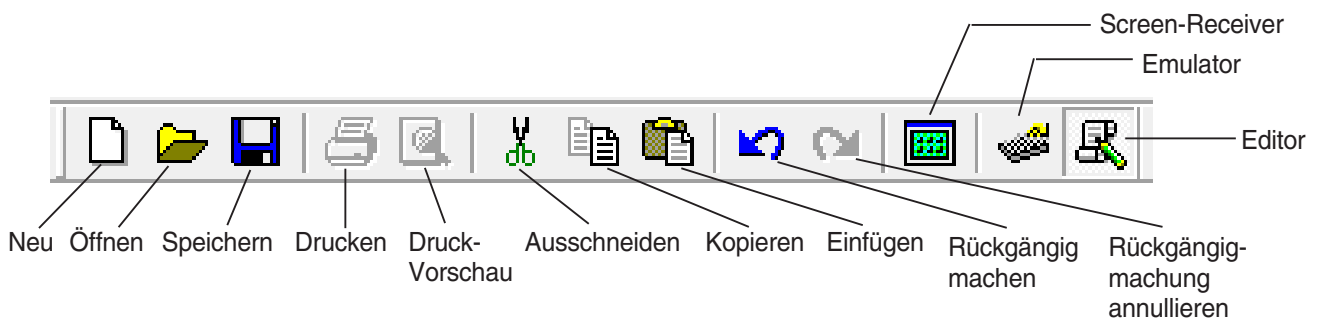 Screen-Receiver
Emulator
Editor
Neu
Öffnen
Speichern
Drucken
Druck-
Vorschau
Ausschneiden
Kopieren
Einfügen
Rückgängig
machen
Rückgängig-
machung
annullieren